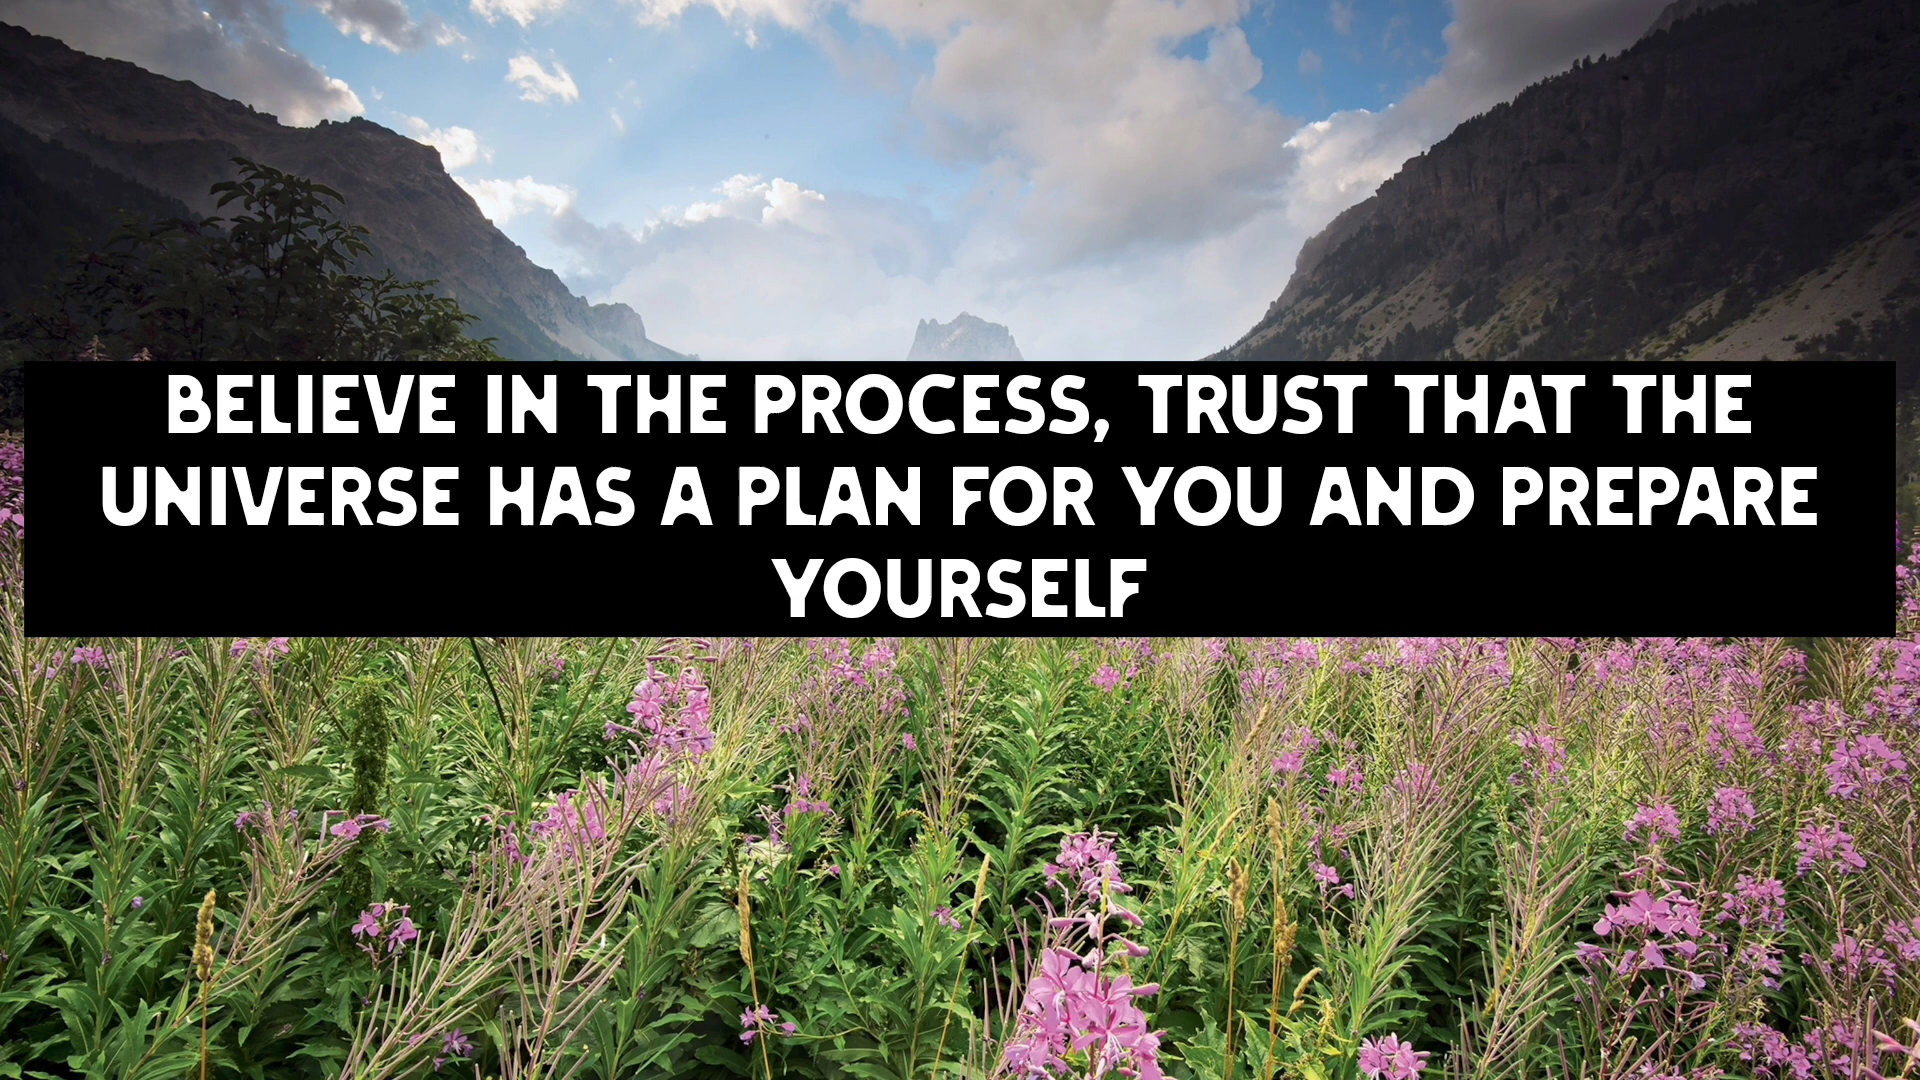 BELIEVE IN THE PROCESS, TRUST THAT THE
UNIVERSE HAS A PLAN FOR YOU AND PREPARE
YOURSELF